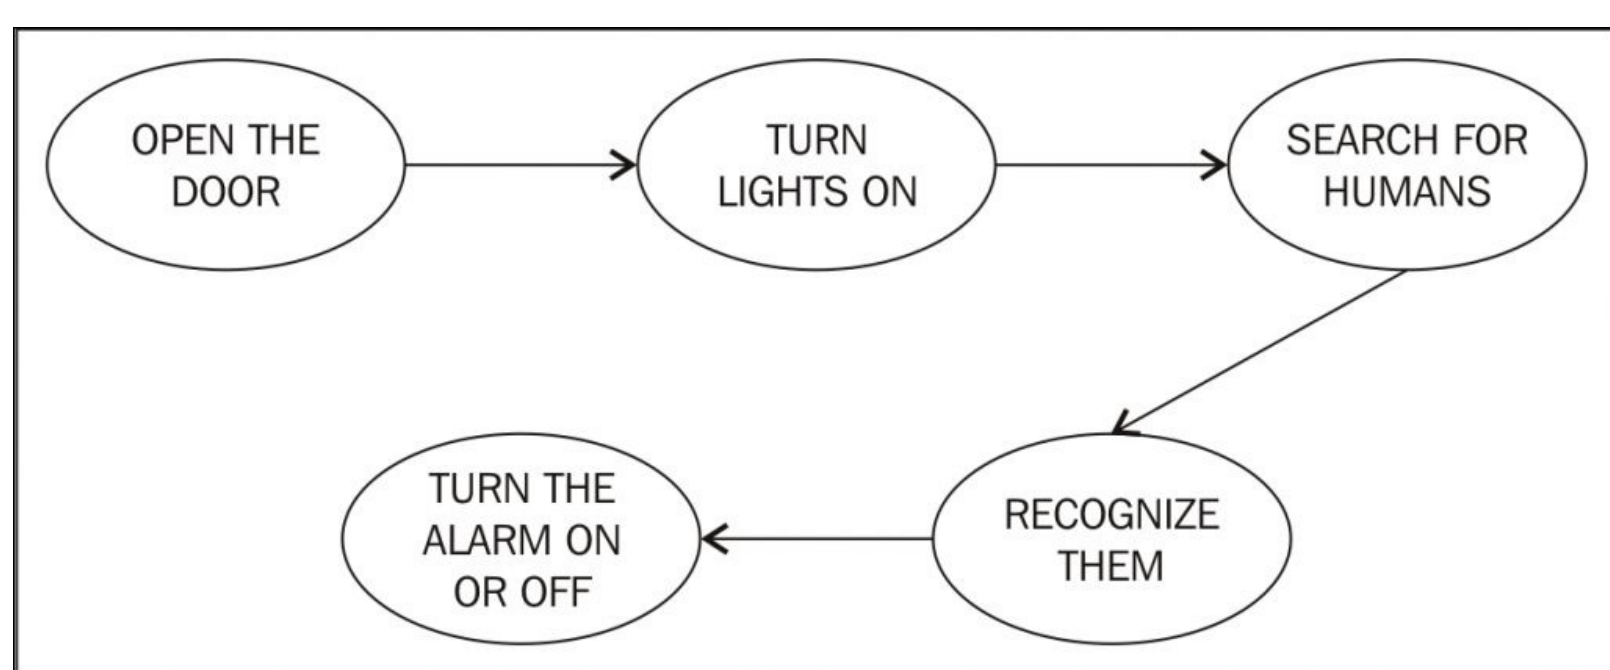 OPEN THE
DOOR
TURN
LIGHTS ON
SEARCH FOR
HUMANS
RECOGNIZE
THEM
TURN THE
ALARM ON
OR OFF